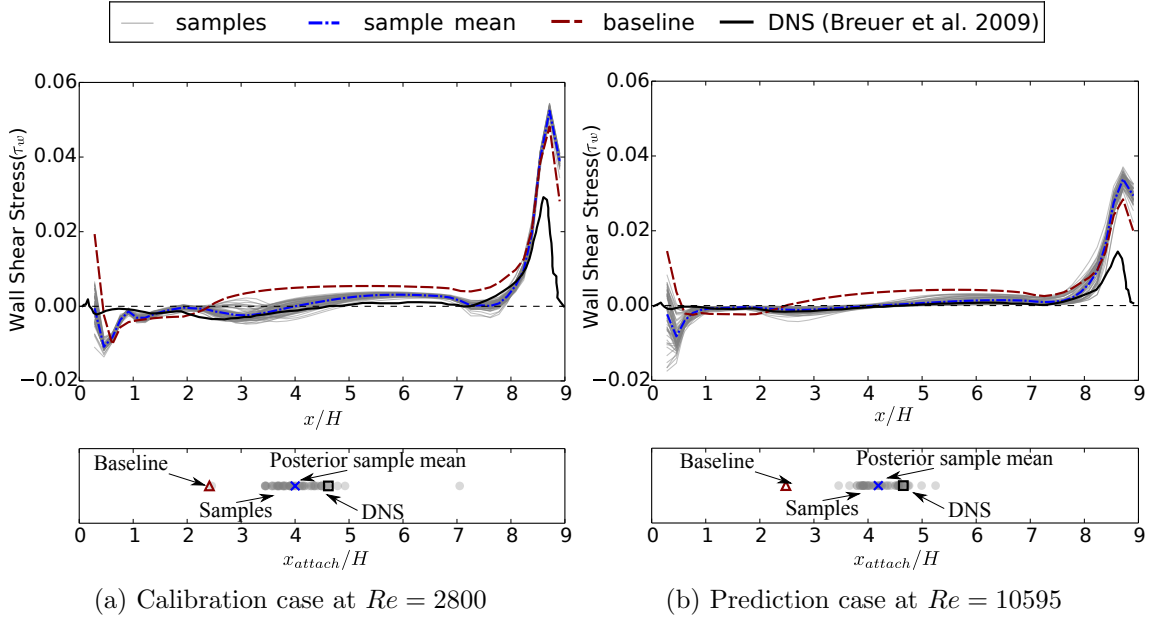 samples sample mean baseline DNS (Breuer et al. 2009)
0.06
0.04
0.02
0.00
−0.02
Wall Shear Stress(τw)
0 1 2 3 4 5 6 7 8 9
x/H
Baseline
Posterior sample mean
Samples
DNS
0 1 2 3 4 5 6 7 8 9
xattach/H
(a) Calibration case at Re = 2800
0.06
0.04
0.02
0.00
−0.02
Wall Shear Stress(τw)
0 1 2 3 4 5 6 7 8 9
x/H
Baseline
Posterior sample mean
Samples
DNS
0 1 2 3 4 5 6 7 8 9
xattach/H
(b) Prediction case at Re = 10595